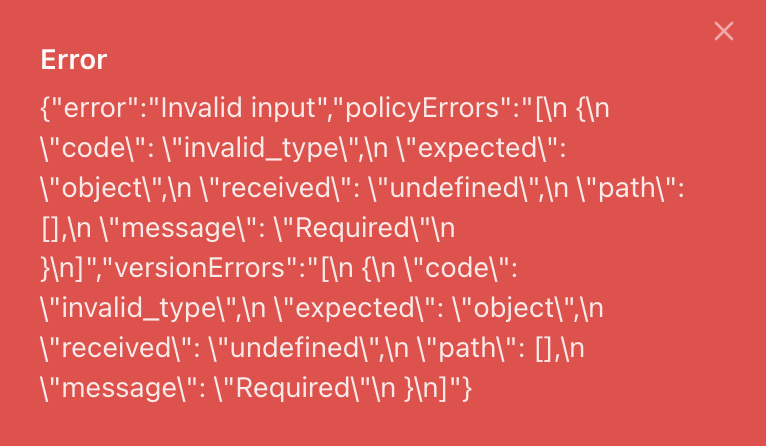 Error
{"error":"Invalid input","policyErrors":"[\n {\n
\"code\": \"invalid_type\",\n \"expected\":
\"object\",\n \"received\": \"undefined\",\n \"path\":
[],\n \"message\": \"Required\"\n
}\n]","versionErrors":"[\n {\n \"code\":
\"invalid_type\",\n \"expected\": \"object\",\n
\"received\": \"undefined\",\n \"path\": [],\n
\"message\": \"Required\"\n }\n]"}